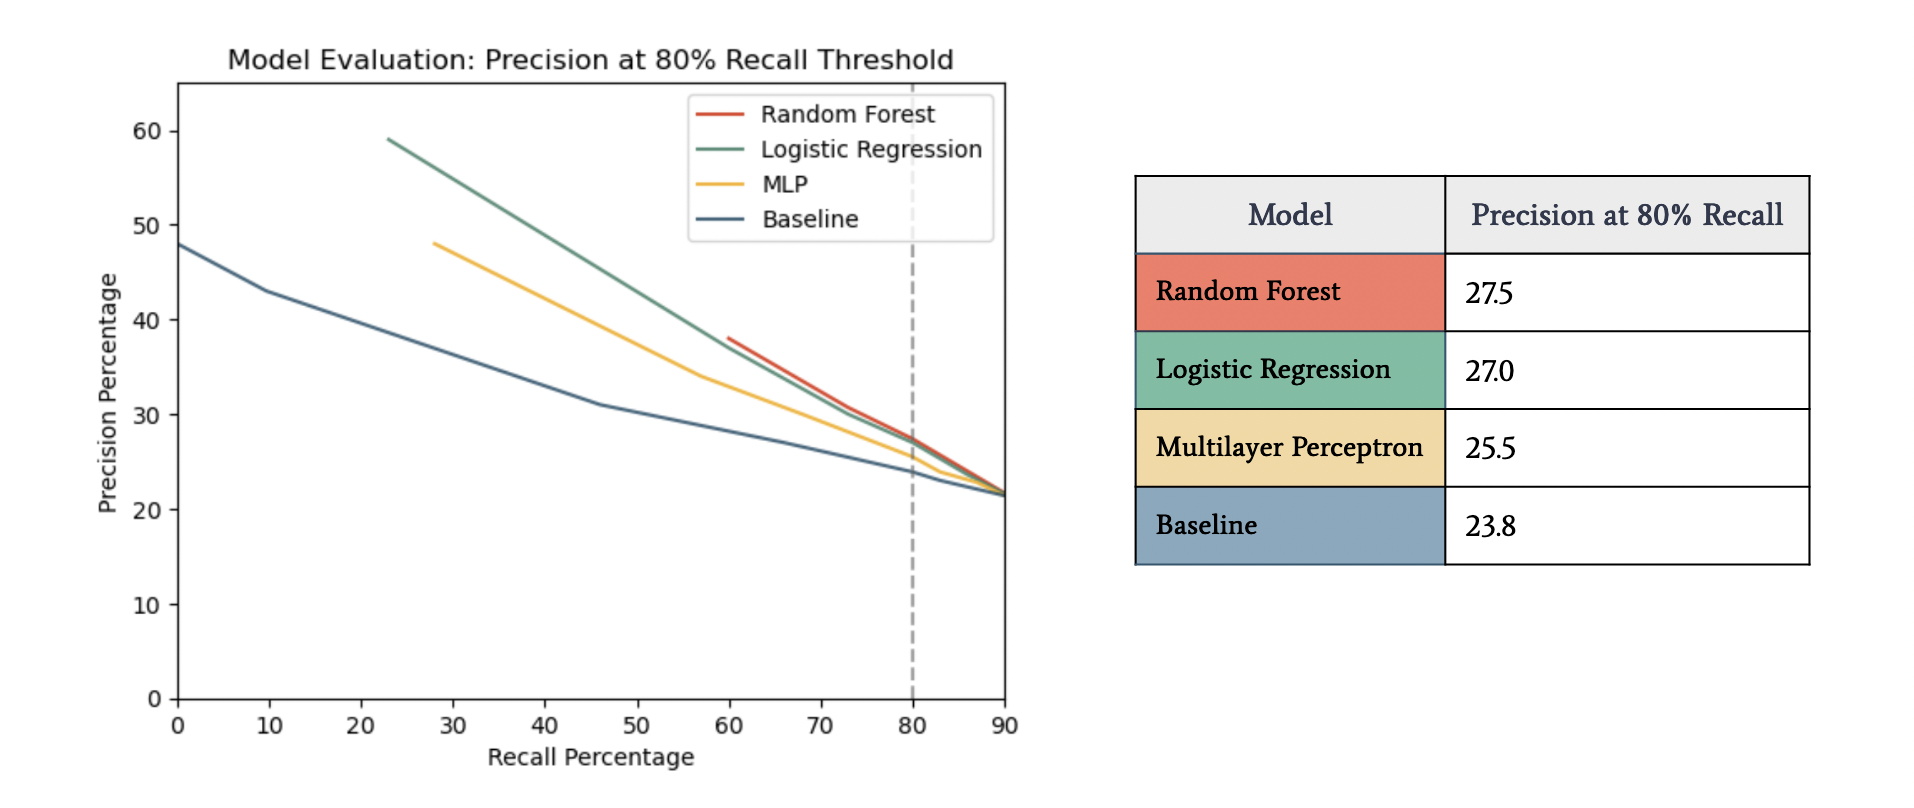 Model Evaluation: Precision at 80% Recall Threshold
Random Forest
Logistic Regression
MLP
Baseline
60
50
40
30
20
10
0
Precision Percentage
0 10 20 30 40 50 60 70 80 90
Recall Percentage
Model Precision at 80% Recall
Random Forest 27.5
Logistic Regression 27.0
Multilayer Perceptron 25.5
Baseline 23.8